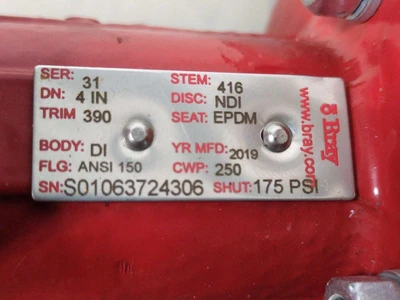 SER: 31 STEM: 416
DN: 4 IN DISC: NDI
TRIM 390 SEAT: EPDM
BODY: DI YR MFD: 2019
FLG: ANSI 150 CWP: 250
SN: S01063724306 SHUT: 175 PSI
Bray
www.bray.com